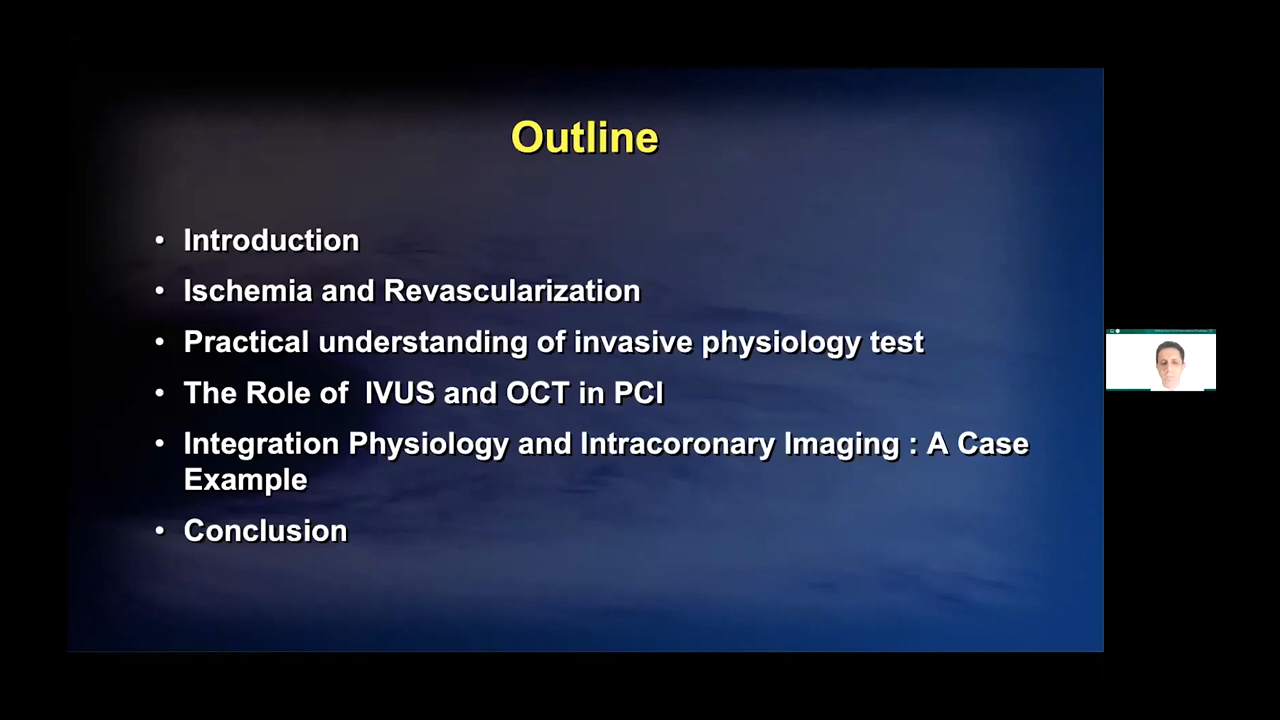 Outline
• Introduction
• Ischemia and Revascularization
• Practical understanding of invasive physiology test
• The Role of  IVUS and OCT in PCI
• Integration Physiology and Intracoronary Imaging : A Case
Example
• Conclusion